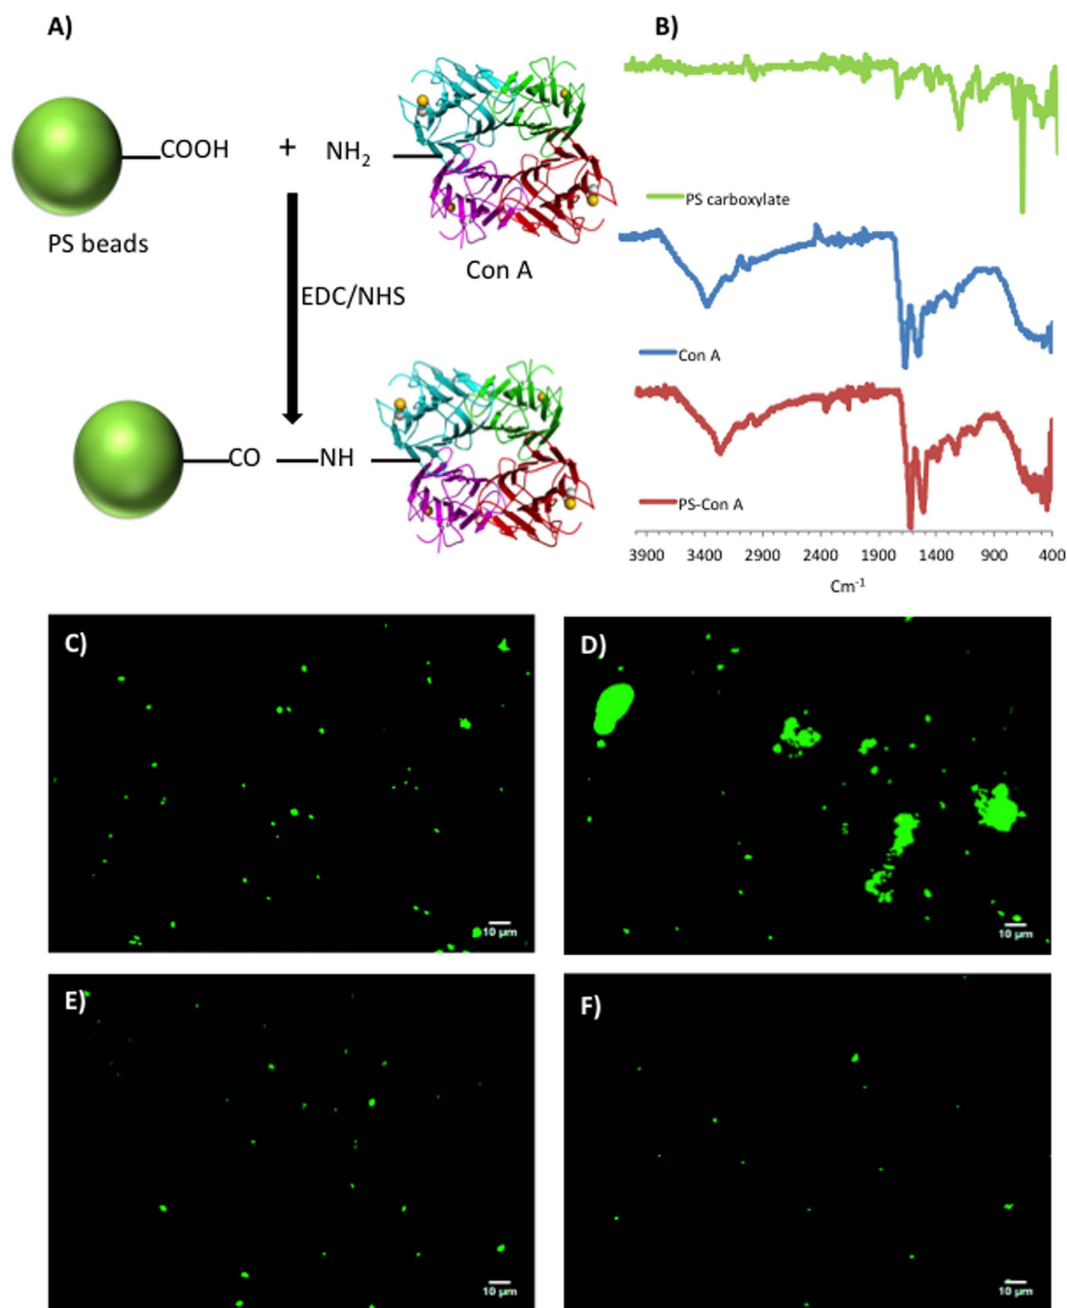 A)
B)
COOH
+
NH₂
PS beads
Con A
EDC/NHS
CO
NH
PS carboxylate
Con A
PS-Con A
3900 3400 2900 2400 1900 1400 900 400
Cm⁻¹
C)
10 μm
D)
10 μm
E)
10 μm
F)
10 μm